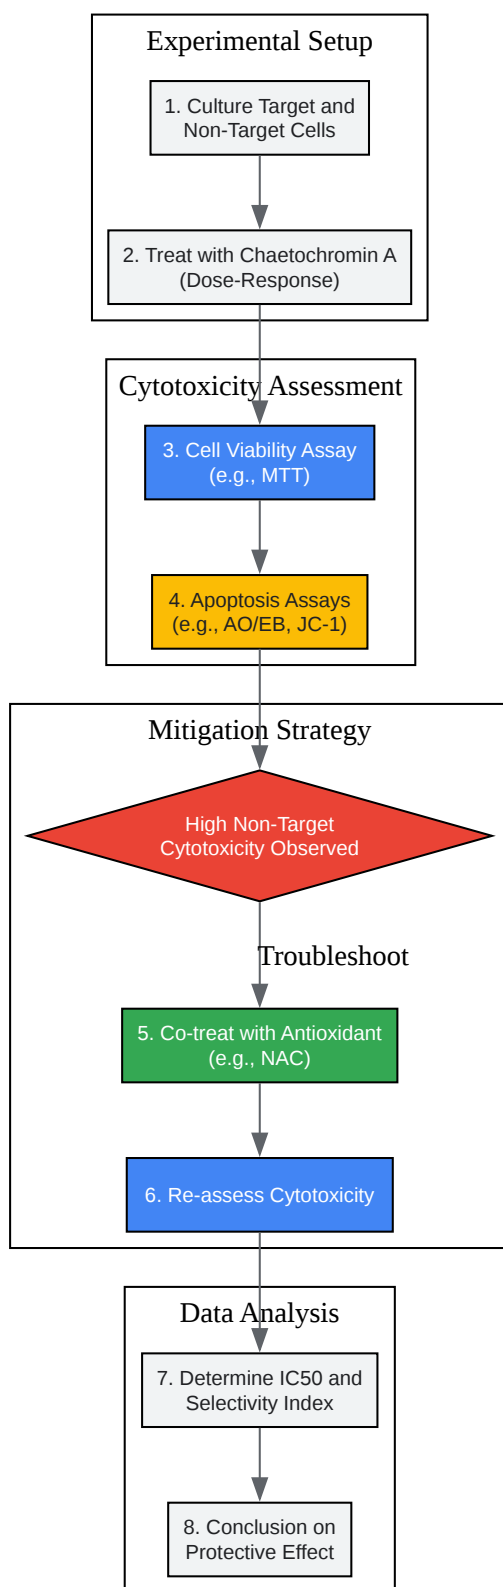 Experimental Setup
1. Culture Target and
Non-Target Cells
2. Treat with Chaetochromin A
(Dose-Response)
Cytotoxicity Assessment
3. Cell Viability Assay
(e.g., MTT)
4. Apoptosis Assays
(e.g., AO/EB, JC-1)
Mitigation Strategy
High Non-Target
Cytotoxicity Observed
Troubleshoot
5. Co-treat with Antioxidant
(e.g., NAC)
6. Re-assess Cytotoxicity
Data Analysis
7. Determine IC50 and
Selectivity Index
8. Conclusion on
Protective Effect